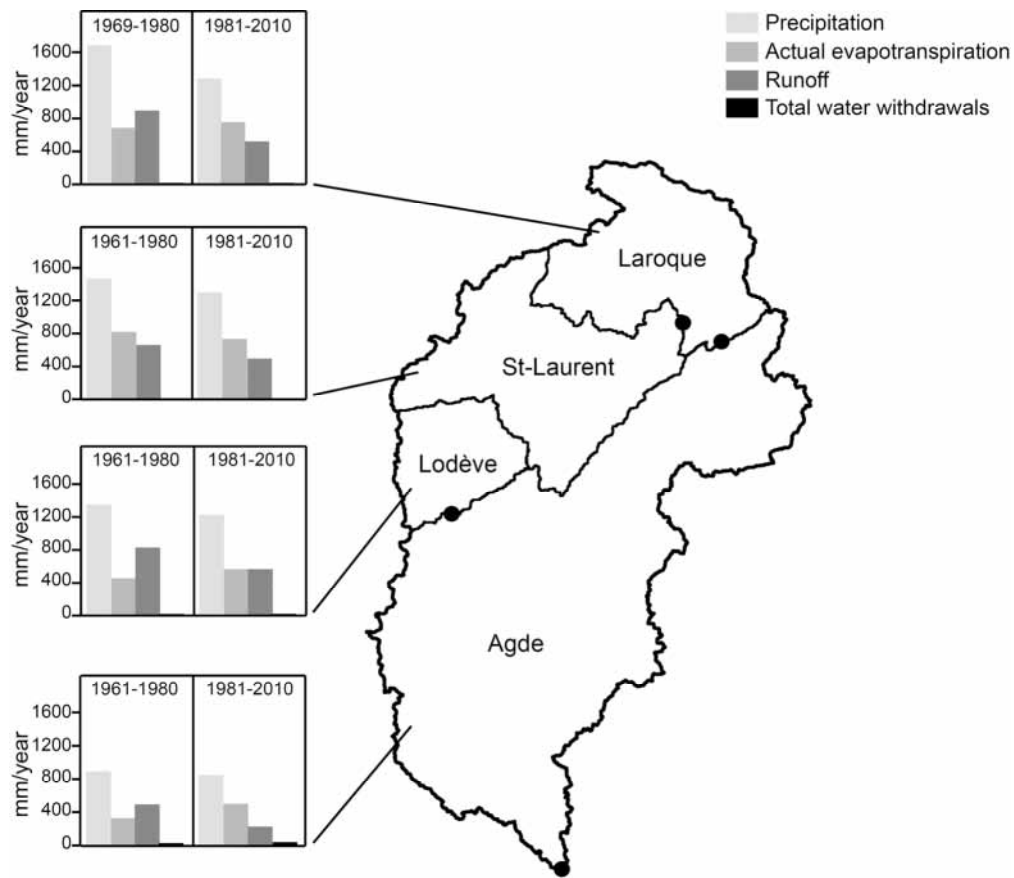 1969-1980 1981-2010
1600
1200
800
400
0
mm/year
Precipitation
Actual evapotranspiration
Runoff
Total water withdrawals
1961-1980 1981-2010
1600
1200
800
400
0
mm/year
1961-1980 1981-2010
1600
1200
800
400
0
mm/year
1961-1980 1981-2010
1600
1200
800
400
0
mm/year
Laroque
St-Laurent
Lodève
Agde